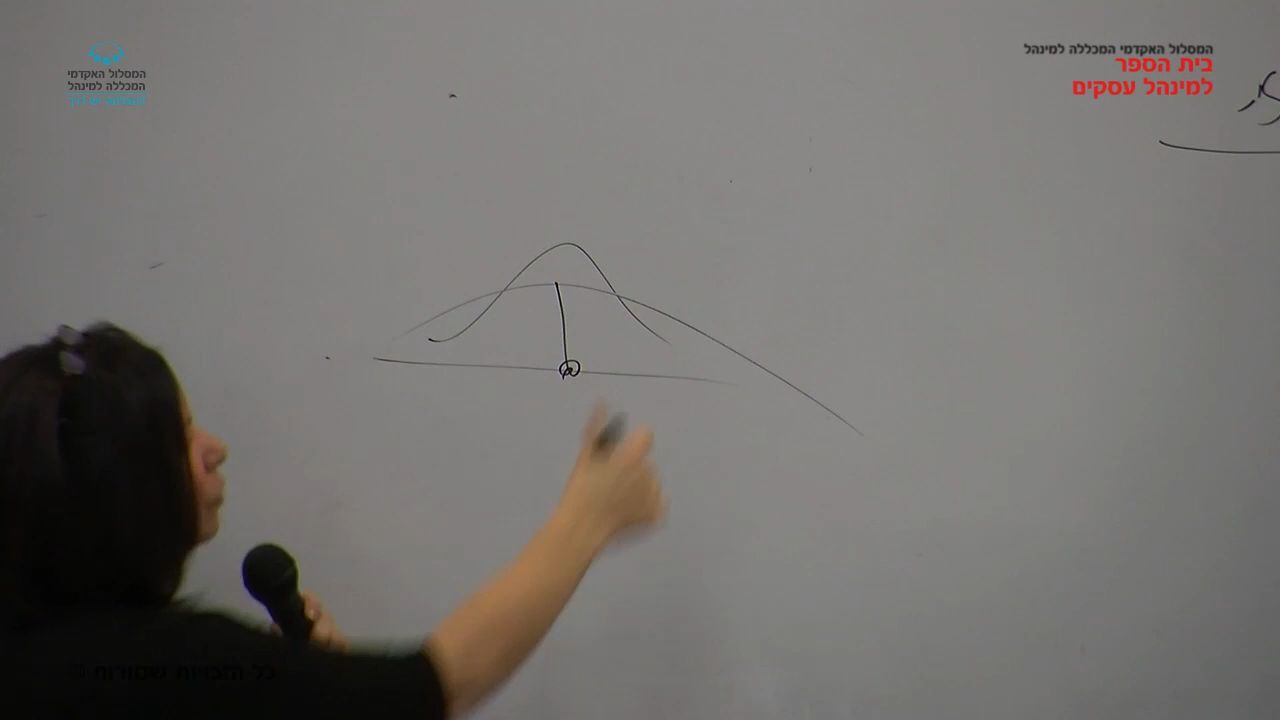 המסלול האקדמי המכללה למינהל
בית הספר
למינהל עסקים
המסלול האקדמי
המכללה למינהל
כל הזכויות שמורות ©